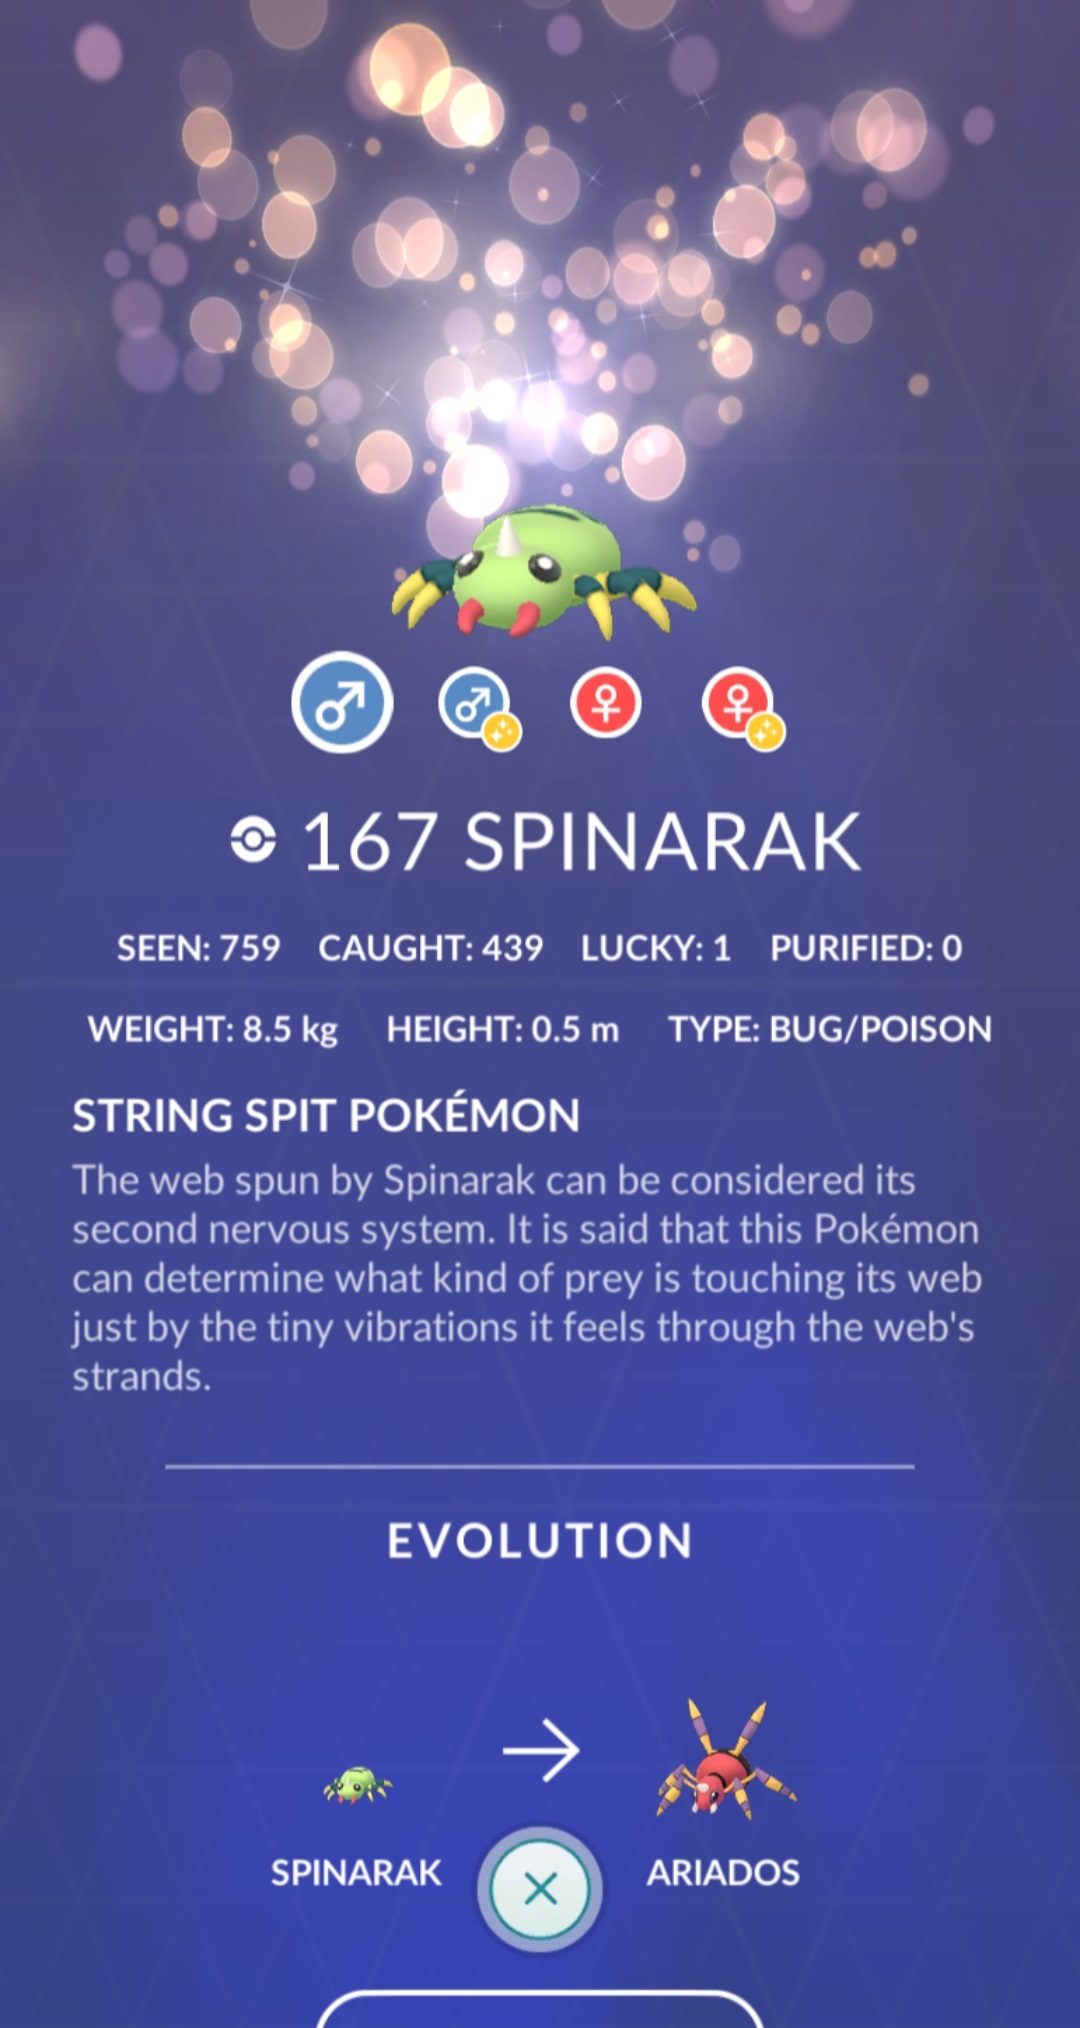 167 SPINARAK
SEEN: 759 CAUGHT: 439 LUCKY: 1 PURIFIED: 0
WEIGHT: 8.5 kg HEIGHT: 0.5 m TYPE: BUG/POISON
STRING SPIT POKÉMON
The web spun by Spinarak can be considered its
second nervous system. It is said that this Pokémon
can determine what kind of prey is touching its web
just by the tiny vibrations it feels through the web's
strands.
EVOLUTION
SPINARAK ARIADOS